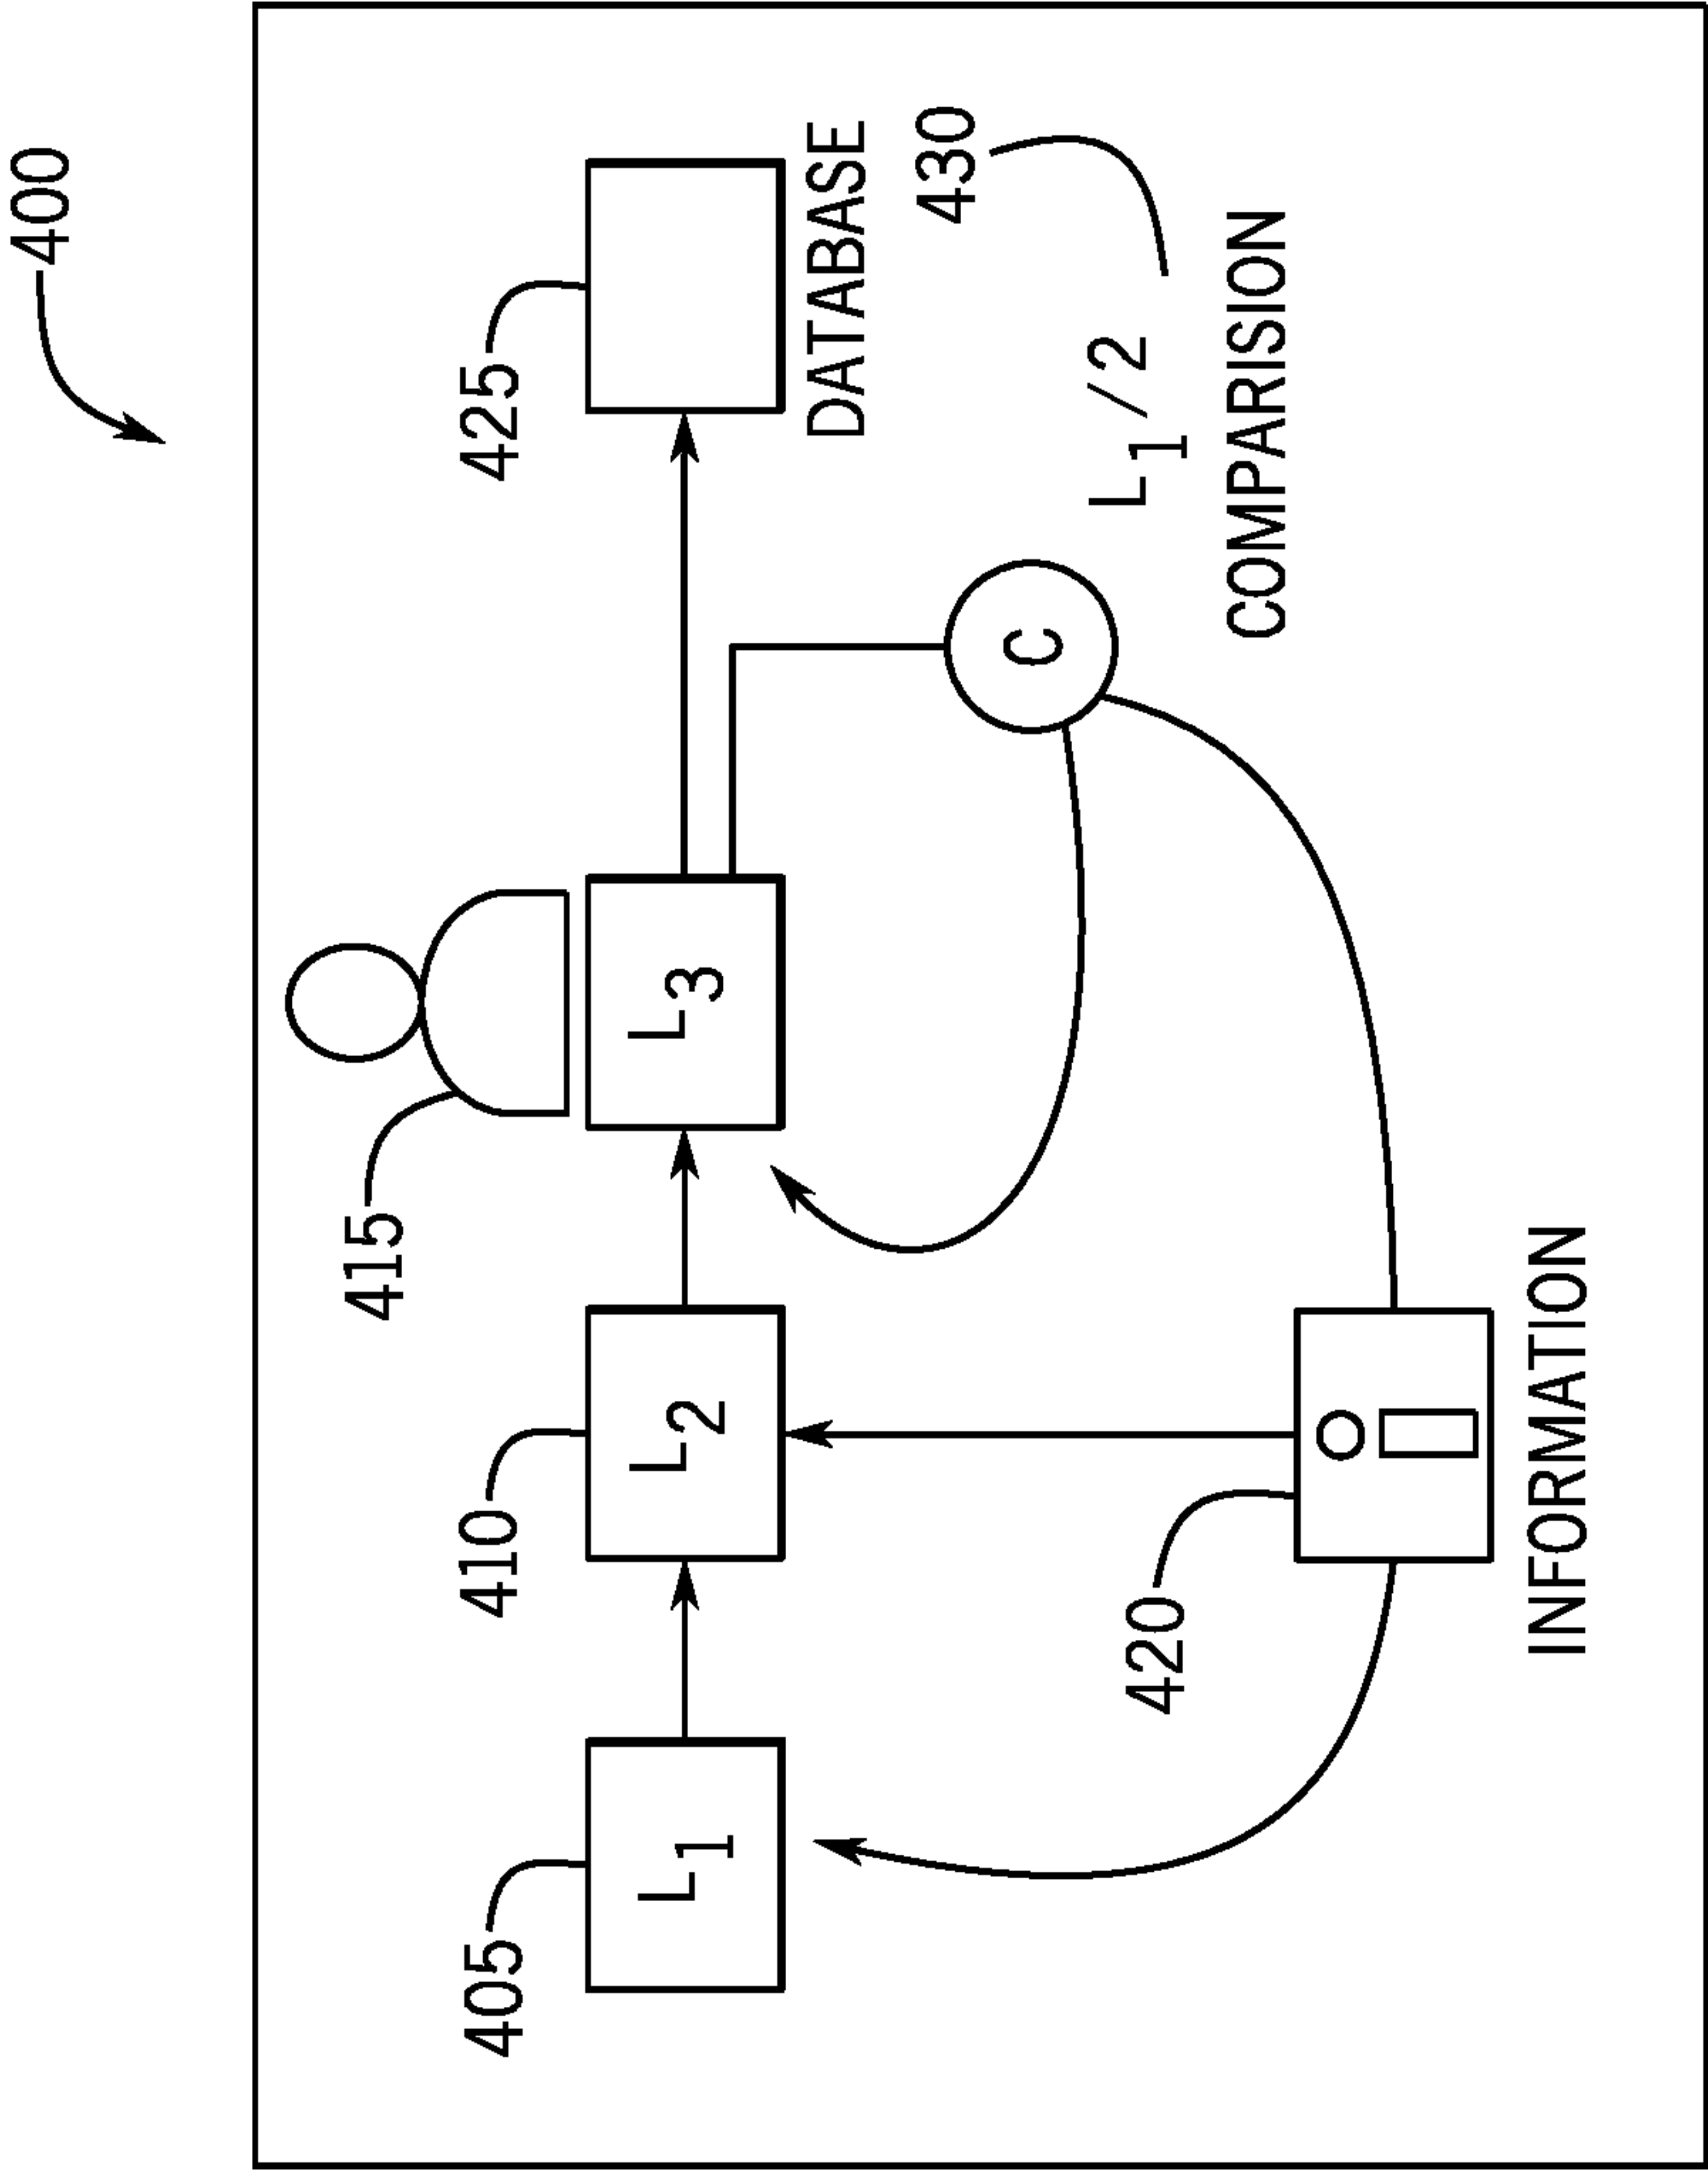 400
415
405 410 425
L₁ L₂ L₃
DATABASE
430
C
420 L₁/2
COMPARISION
INFORMATION